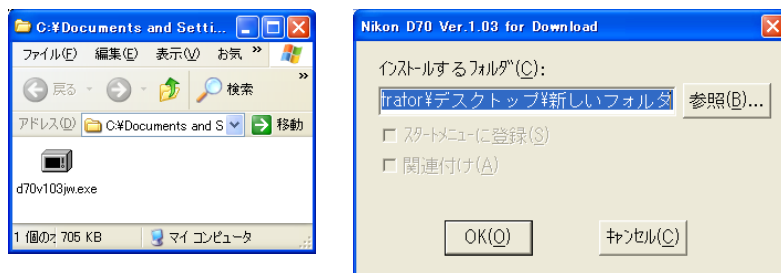 C:¥Documents and Setti...
ファイル(F) 編集(E) 表示(V) お気 »
戻る 検索 »
アドレス(D) C:¥Documents and S 移動
d70v103jw.exe
1 個のオ 705 KB マイ コンピュータ
Nikon D70 Ver.1.03 for Download
インストールするフォルダ(C):
trator¥デスクトップ¥新しいフォルダ 参照(B)...
スタートメニューに登録(S)
関連付け(A)
OK(O) キャンセル(C)